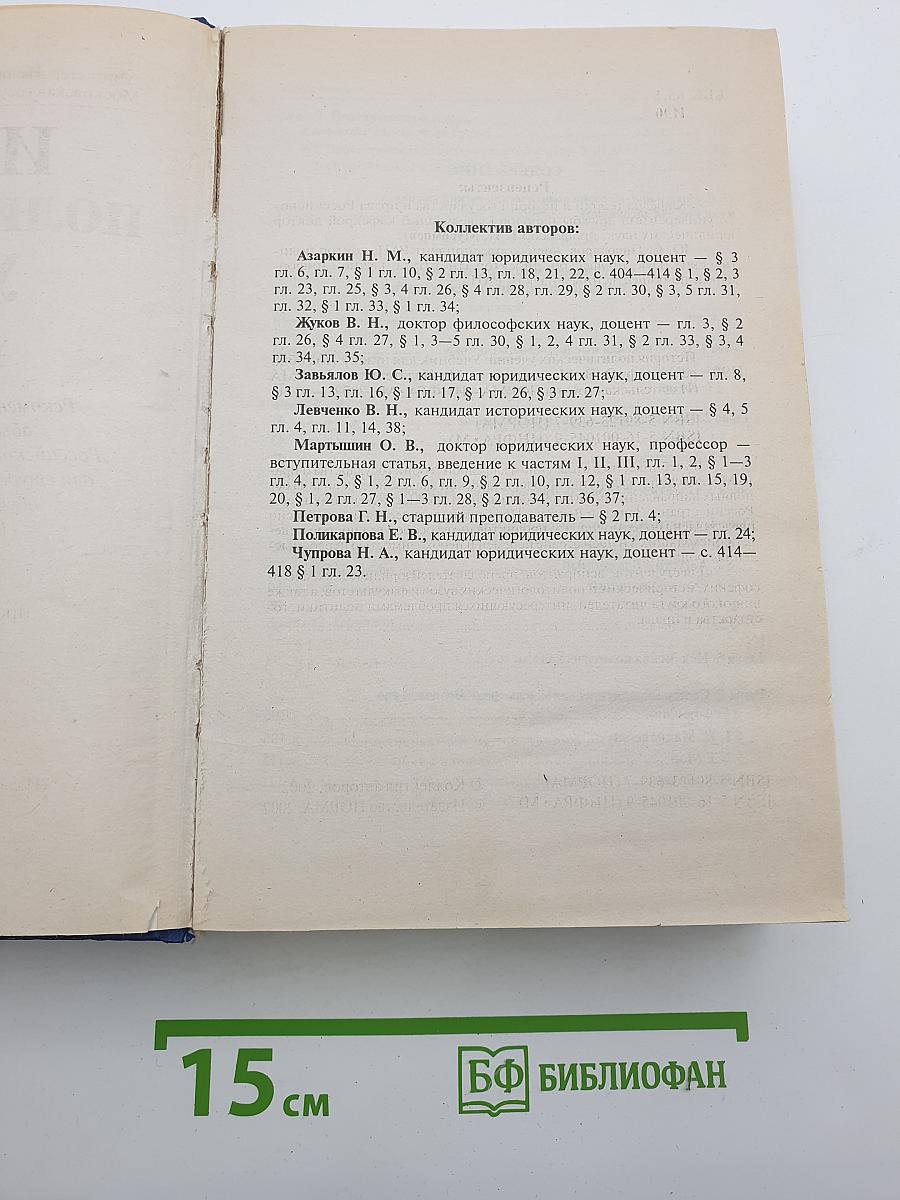 Коллектив авторов:
Азаркин Н. М., кандидат юридических наук, доцент — § 3
гл. 6, гл. 7, § 1 гл. 10, § 2 гл. 13, гл. 18, 21, 22, с. 404—414 § 1, § 2, 3
гл. 23, гл. 25, § 3, 4 гл. 26, § 4 гл. 28, гл. 29, § 2 гл. 30, § 3, 5 гл. 31,
гл. 32, § 1 гл. 33, § 1 гл. 34;
Жуков В. Н., доктор философских наук, доцент — гл. 3, § 2
гл. 26, § 4 гл. 27, § 1, 3—5 гл. 30, § 1, 2, 4 гл. 31, § 2 гл. 33, § 3, 4
гл. 34, гл. 35;
Завьялов Ю. С., кандидат юридических наук, доцент — гл. 8,
§ 3 гл. 13, гл. 16, § 1 гл. 17, § 1 гл. 26, § 3 гл. 27;
Левченко В. Н., кандидат исторических наук, доцент — § 4, 5
гл. 4, гл. 11, 14, 38;
Мартышин О. В., доктор юридических наук, профессор —
вступительная статья, введение к частям I, II, III, гл. 1, 2, § 1—3
гл. 4, гл. 5, § 1, 2 гл. 6, гл. 9, § 2 гл. 10, гл. 12, § 1 гл. 13, гл. 15, 19,
20, § 1, 2 гл. 27, § 1—3 гл. 28, § 2 гл. 34, гл. 36, 37;
Петрова Г. Н., старший преподаватель — § 2 гл. 4;
Поликарпова Е. В., кандидат юридических наук, доцент — гл. 24;
Чупрова Н. А., кандидат юридических наук, доцент — с. 414—
418 § 1 гл. 23.
15 см
БФ БИБЛИОФАН